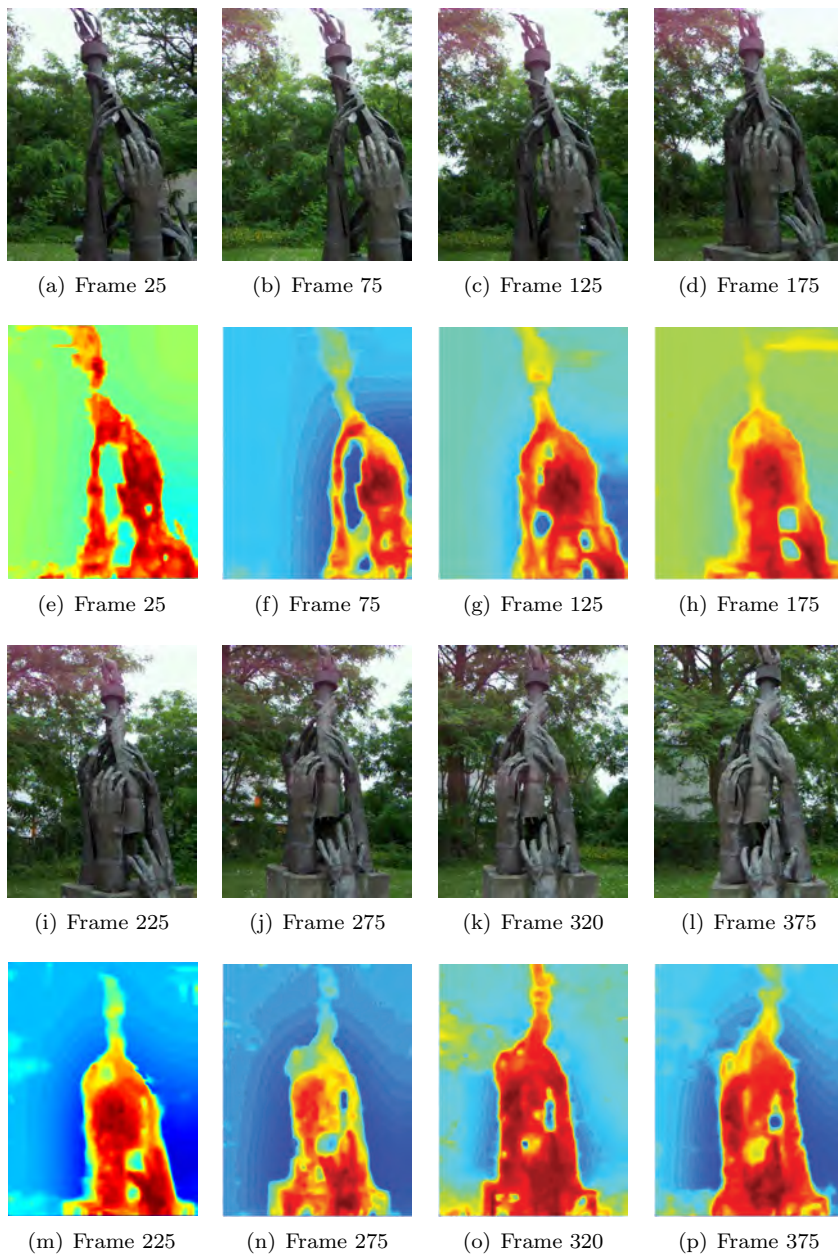 (a) Frame 25 (b) Frame 75 (c) Frame 125 (d) Frame 175
(e) Frame 25 (f) Frame 75 (g) Frame 125 (h) Frame 175
(i) Frame 225 (j) Frame 275 (k) Frame 320 (l) Frame 375
(m) Frame 225 (n) Frame 275 (o) Frame 320 (p) Frame 375